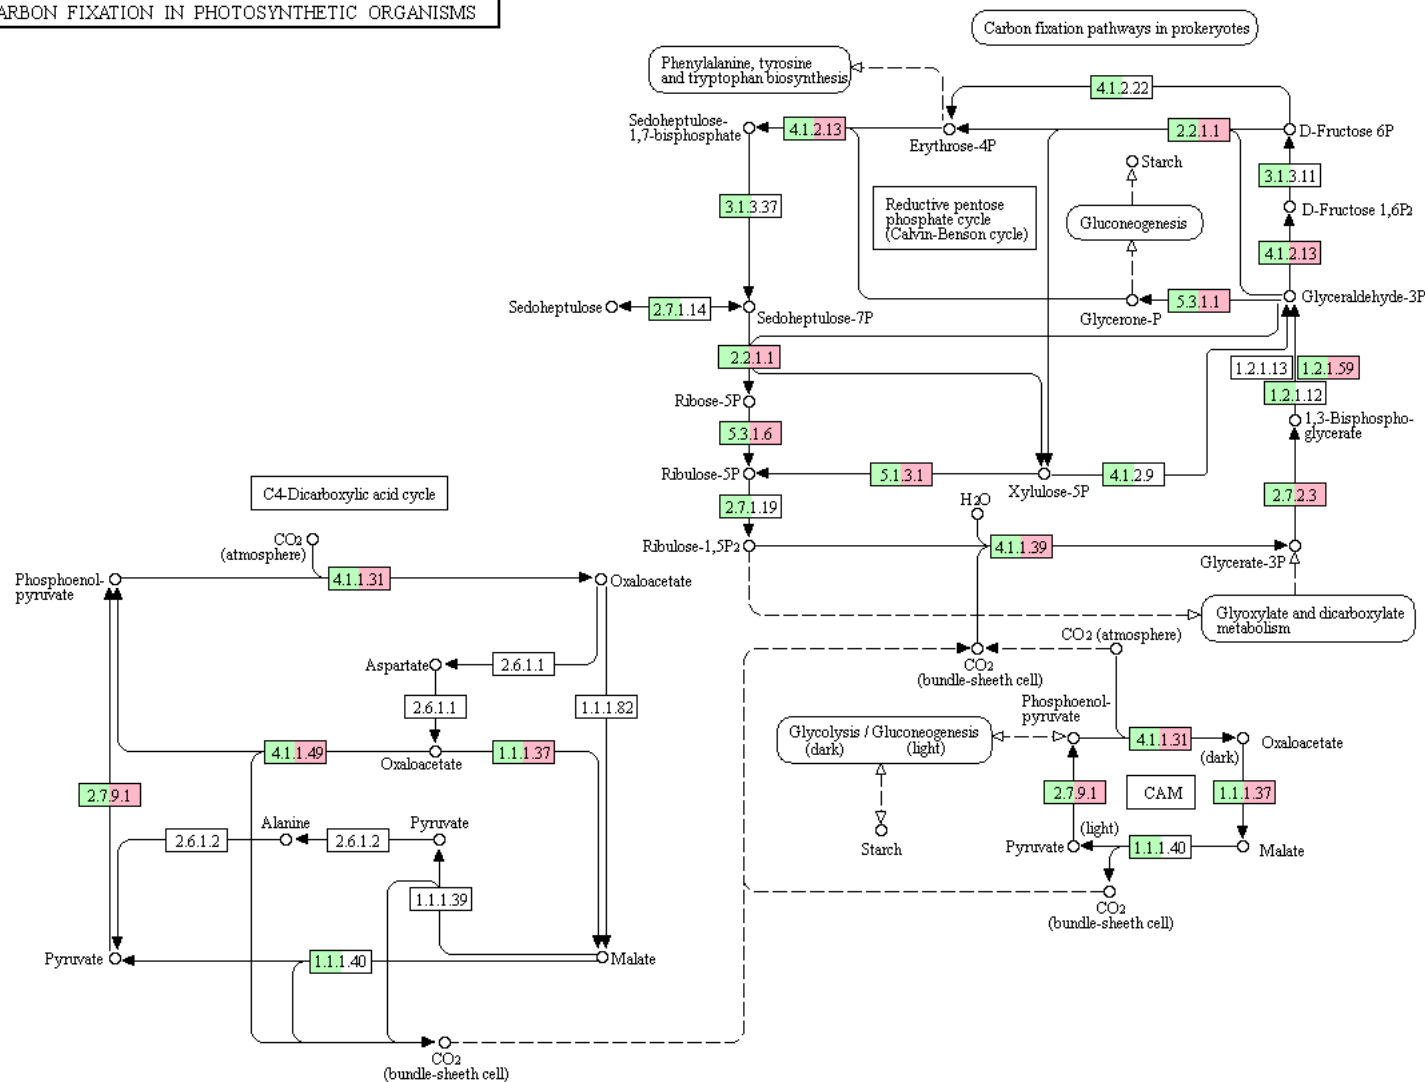 ARBON FIXATION IN PHOTOSYNTHETIC ORGANISMS
Carbon fixation pathways in prokeryotes
Phenylalanine, tyrosine
and tryptophan biosynthesis
4.1.2.22
Sedoheptulose-
1,7-bisphosphate
4.1.2.13
Erythrose-4P
2.2.1.1
D-Fructose 6P
Starch
3.1.3.11
3.1.3.37
Reductive pentose
phosphate cycle
(Calvin-Benson cycle)
Gluconeogenesis
D-Fructose 1,6P2
4.1.2.13
Sedoheptulose
2.7.1.14
Sedoheptulose-7P
Glycerone-P
5.3.1.1
Glyceraldehyde-3P
2.2.1.1
1.2.1.13
1.2.1.59
1.2.1.12
Ribose-5P
1,3-Bisphospho-
glycerate
5.3.1.6
Ribulose-5P
5.1.3.1
Xylulose-5P
4.1.2.9
2.7.2.3
C4-Dicarboxylic acid cycle
2.7.1.19
H2O
CO2
(atmosphere)
Ribulose-1,5P2
4.1.1.39
Glycerate-3P
Phosphoenol-
pyruvate
4.1.1.31
Oxaloacetate
Glyoxylate and dicarboxylate
metabolism
CO2 (atmosphere)
Aspartate
2.6.1.1
CO2
(bundle-sheeth cell)
2.6.1.1
1.1.1.82
Phosphoenol-
pyruvate
Glycolysis / Gluconeogenesis
(dark) (light)
4.1.1.31
(dark)
Oxaloacetate
4.1.1.49
Oxaloacetate
1.1.1.37
2.7.9.1
2.7.9.1
CAM
1.1.1.37
Alanine
Pyruvate
2.6.1.2
2.6.1.2
Starch
(light)
Pyruvate
1.1.1.40
Malate
1.1.1.39
CO2
(bundle-sheeth cell)
Pyruvate
1.1.1.40
Malate
CO2
(bundle-sheeth cell)